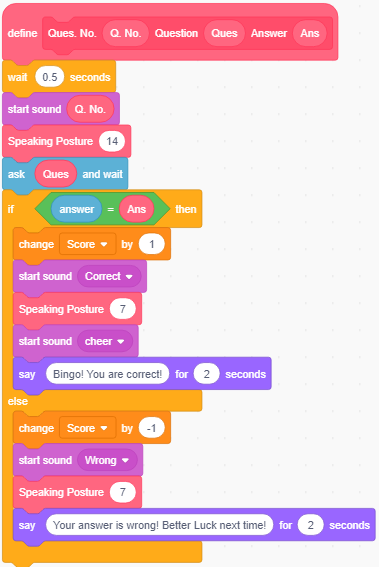 define Ques. No. Q. No. Question Ques Answer Ans
wait 0.5 seconds
start sound Q. No.
Speaking Posture 14
ask Ques and wait
if answer = Ans then
change Score by 1
start sound Correct
Speaking Posture 7
start sound cheer
say Bingo! You are correct! for 2 seconds
else
change Score by -1
start sound Wrong
Speaking Posture 7
say Your answer is wrong! Better Luck next time! for 2 seconds